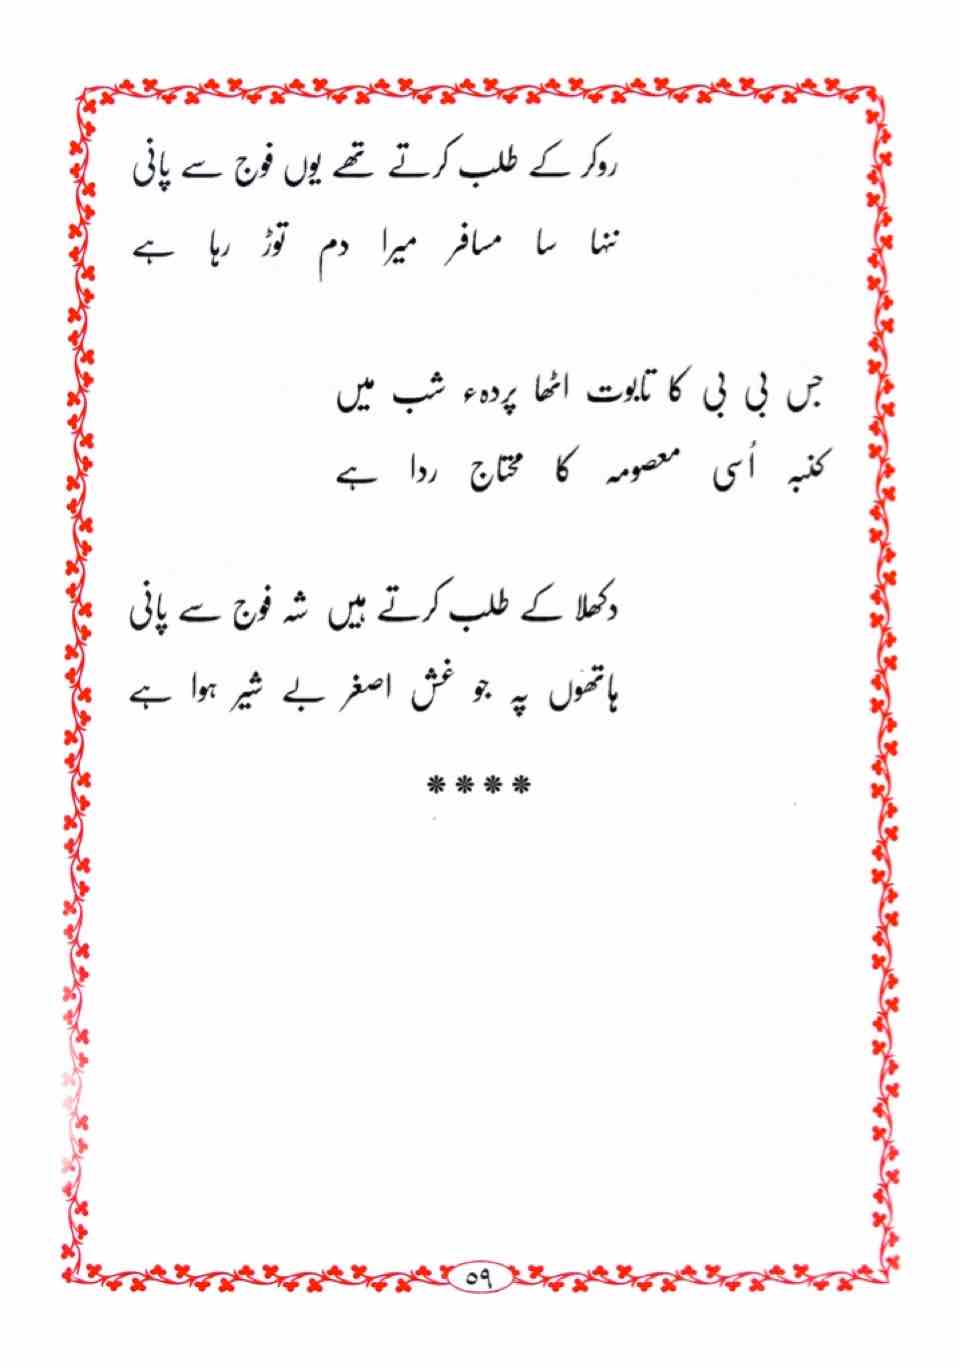 روکر کے طلب کرتے تھے یوں فوج سے پانی
ننھا سا مسافر میرا دم توڑ رہا ہے
جس بی بی کا تابوت اٹھا پردہء شب میں
کنبہ اُسی معصومہ کا محتاج ردا ہے
دکھلا کے طلب کرتے ہیں شہ فوج سے پانی
ہاتھوں پہ جو غش اصغر بے شیر ہوا ہے
****
۵۹